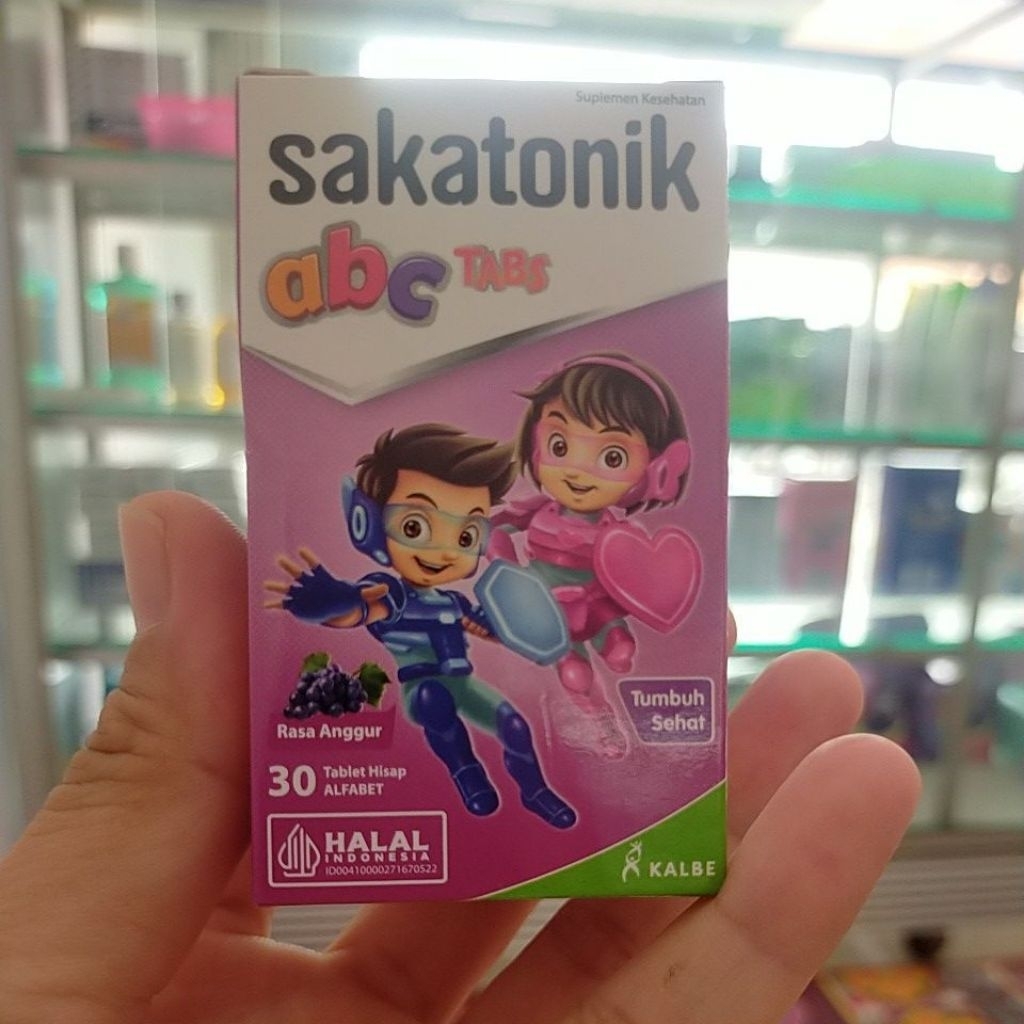 Suplemen Kesehatan
sakatonik
abc TABS
Rasa Anggur
Tumbuh
Sehat
30 Tablet Hisap
ALFABET
HALAL
INDONESIA
ID00410000271670522
KALBE